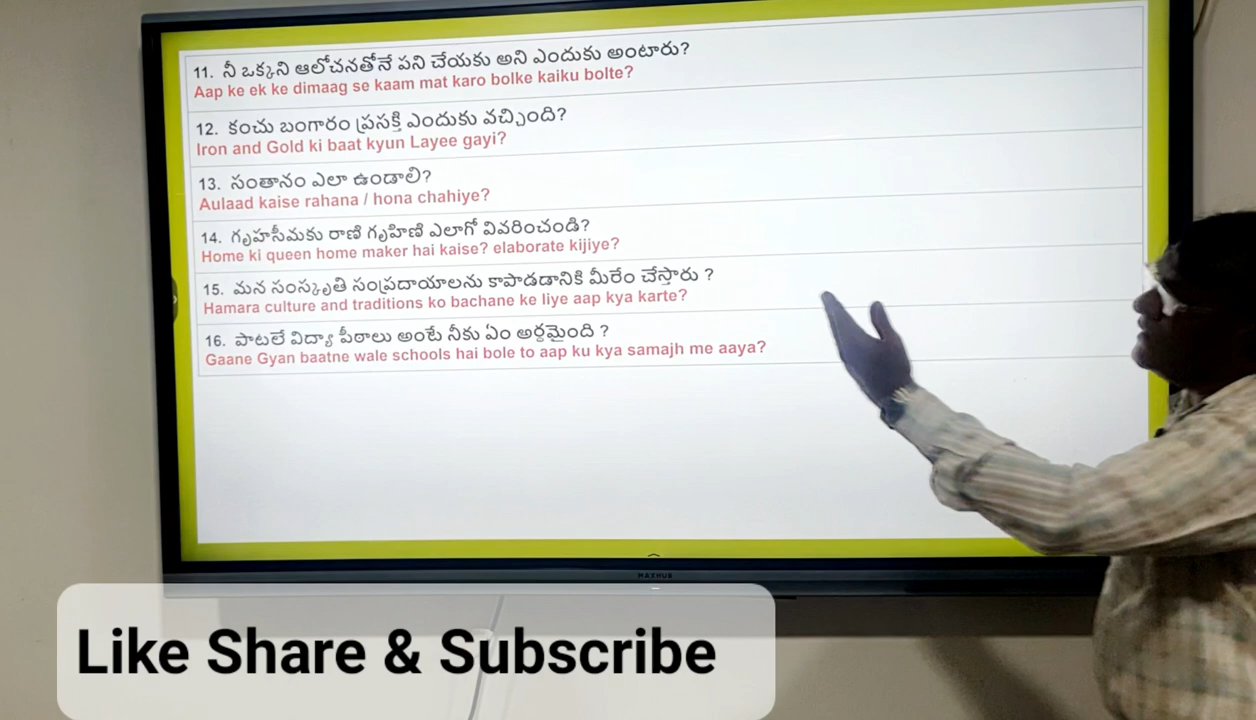 11. నీ ఒక్కని ఆలోచనతోనే పని చేయకు అని ఎందుకు అంటారు?
Aap ke ek ke dimaag se kaam mat karo bolke kaiku bolte?
12. కంచు బంగారం ప్రసక్తి ఎందుకు వచ్చింది?
Iron and Gold ki baat kyun Layee gayi?
13. సంతానం ఎలా ఉండాలి?
Aulaad kaise rahana / hona chahiye?
14. గృహసీమకు రాణి గృహిణి ఎలాగో వివరించండి?
Home ki queen home maker hai kaise? elaborate kijiye?
15. మన సంస్కృతి సంప్రదాయాలను కాపాడడానికి మీరేం చేస్తారు ?
Hamara culture and traditions ko bachane ke liye aap kya karte?
16. పాటలే విద్యా పీఠాలు అంటే నీకు ఏం అర్థమైంది ?
Gaane Gyan baatne wale schools hai bole to aap ku kya samajh me aaya?
MAXHUB
Like Share & Subscribe